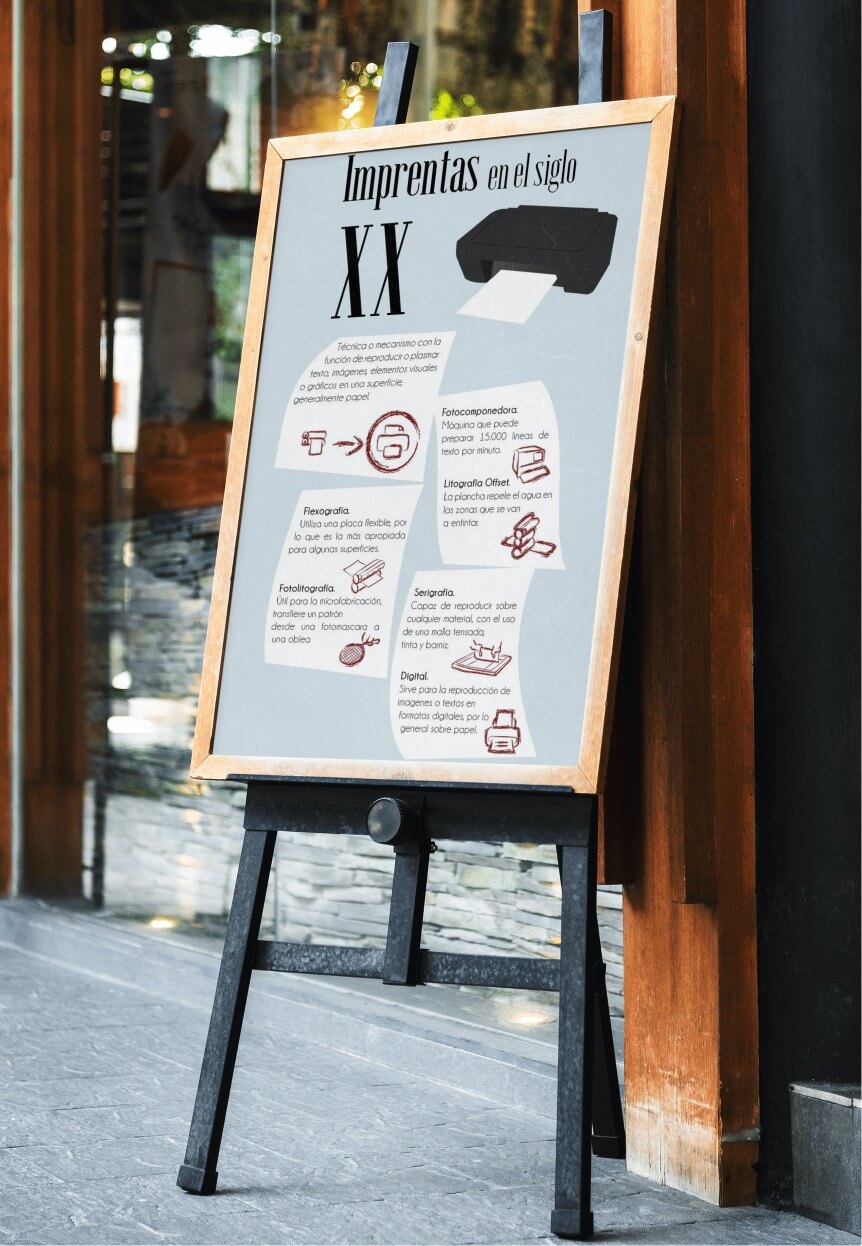 Imprentas en el siglo
XX
Técnica o mecanismo con la
función de reproducir o plasmar
texto, imágenes, elementos visuales
o gráficos en una superficie,
generalmente papel.
Fotocomponedora.
Máquina que puede
preparar 15.000 líneas de
texto por minuto.
Litografía Offset.
La plancha repele el agua en
las zonas que se van
a entintar.
Flexografía.
Utiliza una placa flexible, por
lo que es la más apropiada
para algunas superficies.
Fotolitografía.
Útil para la microfabricación,
transfiere un patrón
desde una fotomascara a
una oblea
Serigrafía.
Capaz de reproducir sobre
cualquier material, con el uso
de una malla tensada,
tinta y barniz.
Digital.
Sirve para la reproducción de
imagenes o textos en
formatos digitales, por lo
general sobre papel.